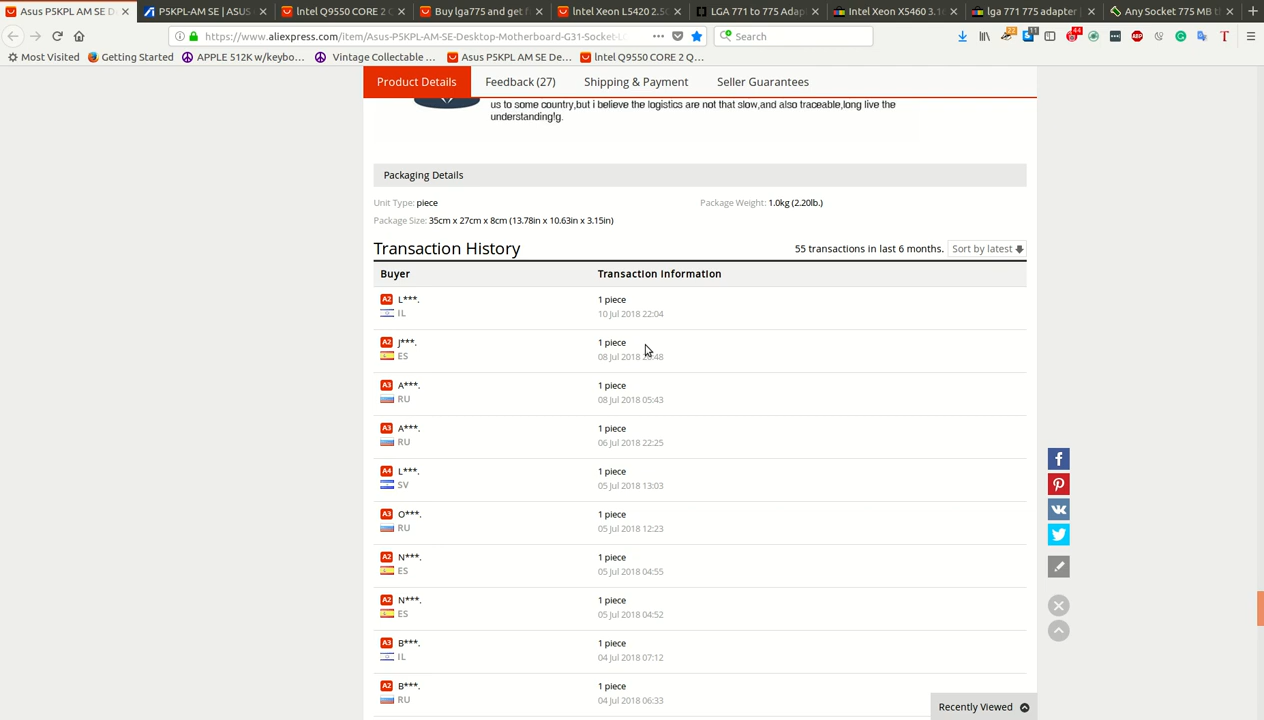 Asus P5KPL AM SE D
P5KPL-AM SE | ASUS
Intel Q9550 CORE 2 
Buy lga775 and get f
Intel Xeon L5420 2.5
LGA 771 to 775 Adap
Intel Xeon X5460 3.1
lga 771 775 adapter
Any Socket 775 MB t
https://www.aliexpress.com/item/Asus-P5KPL-AM-SE-Desktop-Motherboard-G31-Socket-L
Search
Most Visited
Getting Started
APPLE 512K w/keybo...
Vintage Collectable ...
Asus P5KPL AM SE De...
Intel Q9550 CORE 2 Q...
Product Details
Feedback (27)
Shipping & Payment
Seller Guarantees
us to some country,but i believe the logistics are not that slow,and also traceable,long live the
understanding!g.
Packaging Details
Unit Type: piece
Package Weight: 1.0kg (2.20lb.)
Package Size: 35cm x 27cm x 8cm (13.78in x 10.63in x 3.15in)
Transaction History
55 transactions in last 6 months.
Sort by latest
Buyer
Transaction Information
A2 L***.
1 piece
IL
10 Jul 2018 22:04
A2 J***.
1 piece
ES
08 Jul 2018
A3 A***.
1 piece
RU
08 Jul 2018 05:43
A3 A***.
1 piece
RU
06 Jul 2018 22:25
A4 L***.
1 piece
SV
05 Jul 2018 13:03
A3 O***.
1 piece
RU
05 Jul 2018 12:23
A2 N***.
1 piece
ES
05 Jul 2018 04:55
A2 N***.
1 piece
ES
05 Jul 2018 04:52
A3 B***.
1 piece
IL
04 Jul 2018 07:12
A2 B***.
1 piece
RU
04 Jul 2018 06:33
Recently Viewed